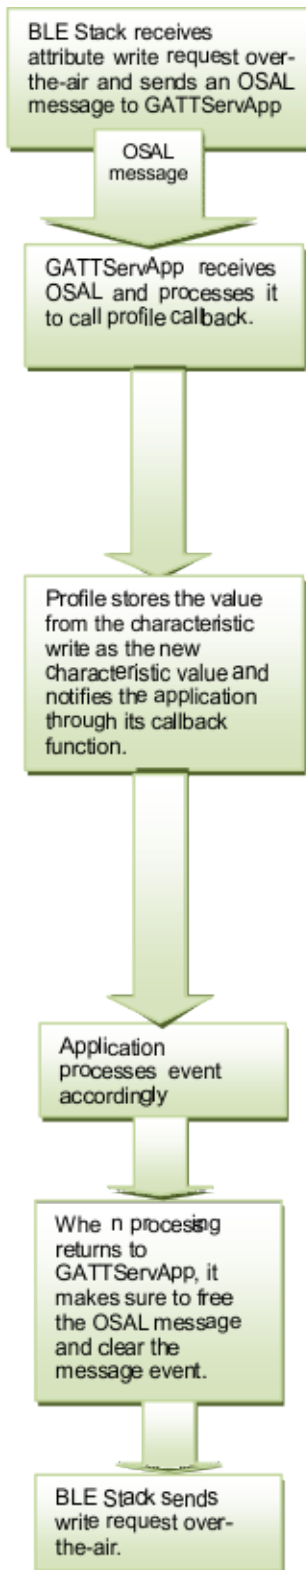 BLE Stack receives
attribute write request over-
the-air and sends an OSAL
message to GATTServApp
OSAL
message
GATTServApp receives
OSAL and processes it
to call profile callback.
Profile stores the value
from the characteristic
write as the new
characteristic value and
notifies the application
through its callback
function.
Application
processes event
accordingly
Whe n processing
returns to
GATTServApp, it
makes sure to free
the OSAL message
and clear the
message event.
BLE Stack sends
write request over-
the-air.